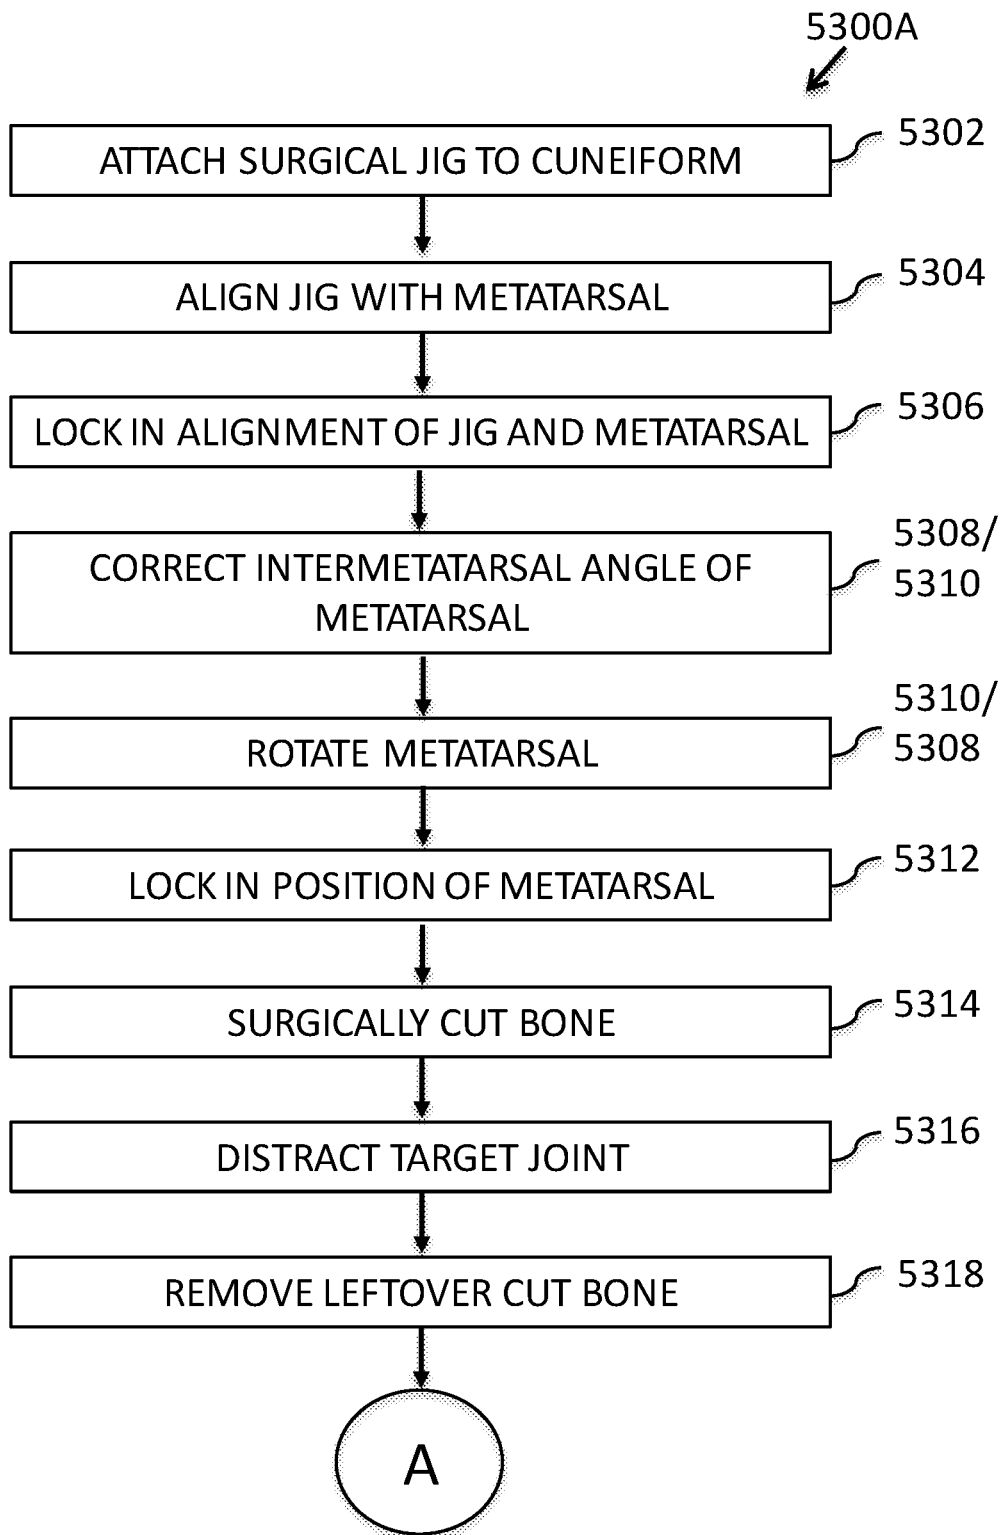 5300A
ATTACH SURGICAL JIG TO CUNEIFORM
5302
ALIGN JIG WITH METATARSAL
5304
LOCK IN ALIGNMENT OF JIG AND METATARSAL
5306
CORRECT INTERMETATARSAL ANGLE OF
METATARSAL
5308/
5310
ROTATE METATARSAL
5310/
5308
LOCK IN POSITION OF METATARSAL
5312
SURGICALLY CUT BONE
5314
DISTRACT TARGET JOINT
5316
REMOVE LEFTOVER CUT BONE
5318
A